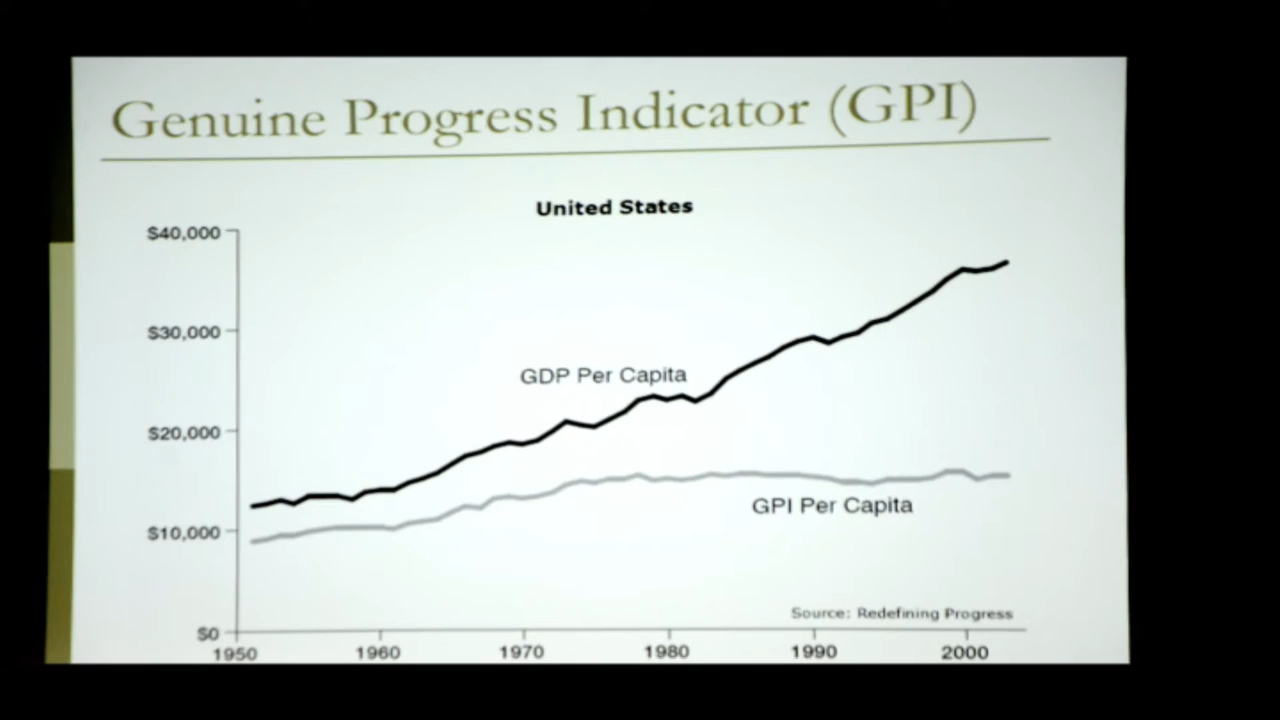 Genuine Progress Indicator (GPI)
United States
$40,000
$30,000
GDP Per Capita
$20,000
GPI Per Capita
$10,000
Source: Redefining Progress
$0
1950 1960 1970 1980 1990 2000